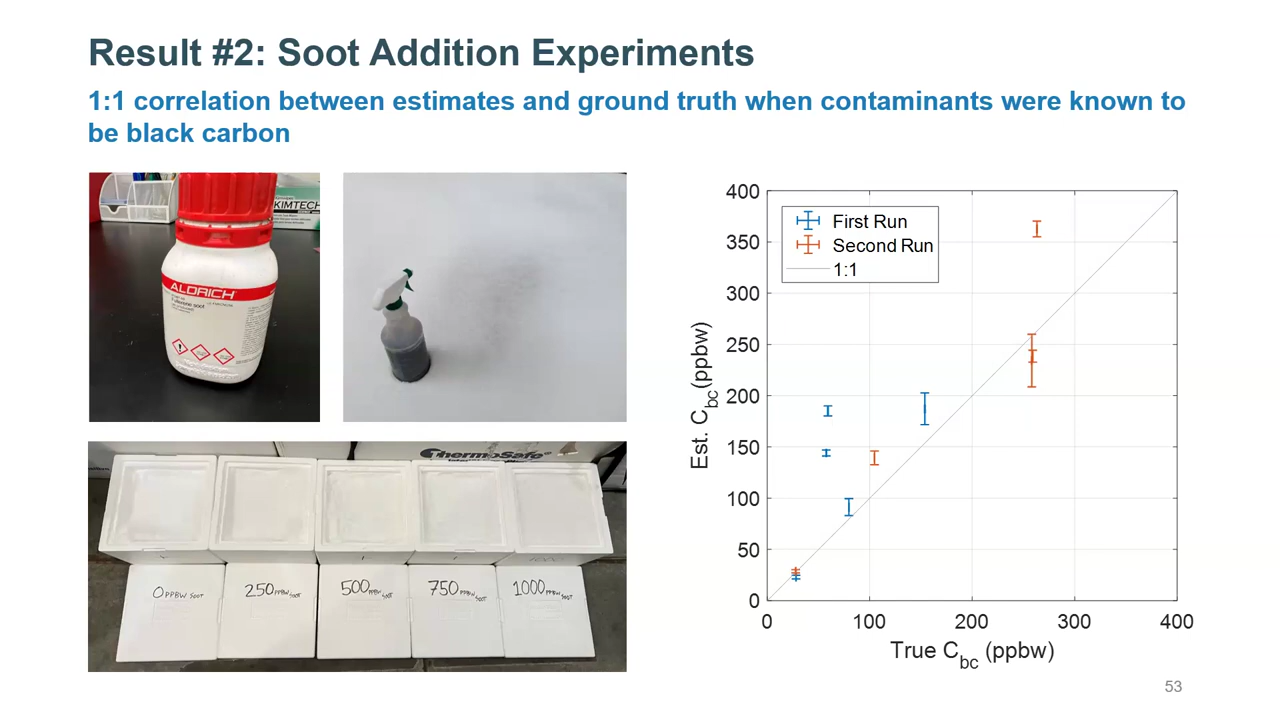 Result #2: Soot Addition Experiments
1:1 correlation between estimates and ground truth when contaminants were known to
be black carbon
KIMTECH
ALDRICH
soot
ThermoSafe
0 PPBW SOOT
250 PPBW SOOT
500 PPBW SOOT
750 PPBW SOOT
1000 PPBW SOOT
400
350
300
250
200
150
100
50
0
Est. Cbc(ppbw)
First Run
Second Run
1:1
0
100
200
300
400
True Cbc (ppbw)
53